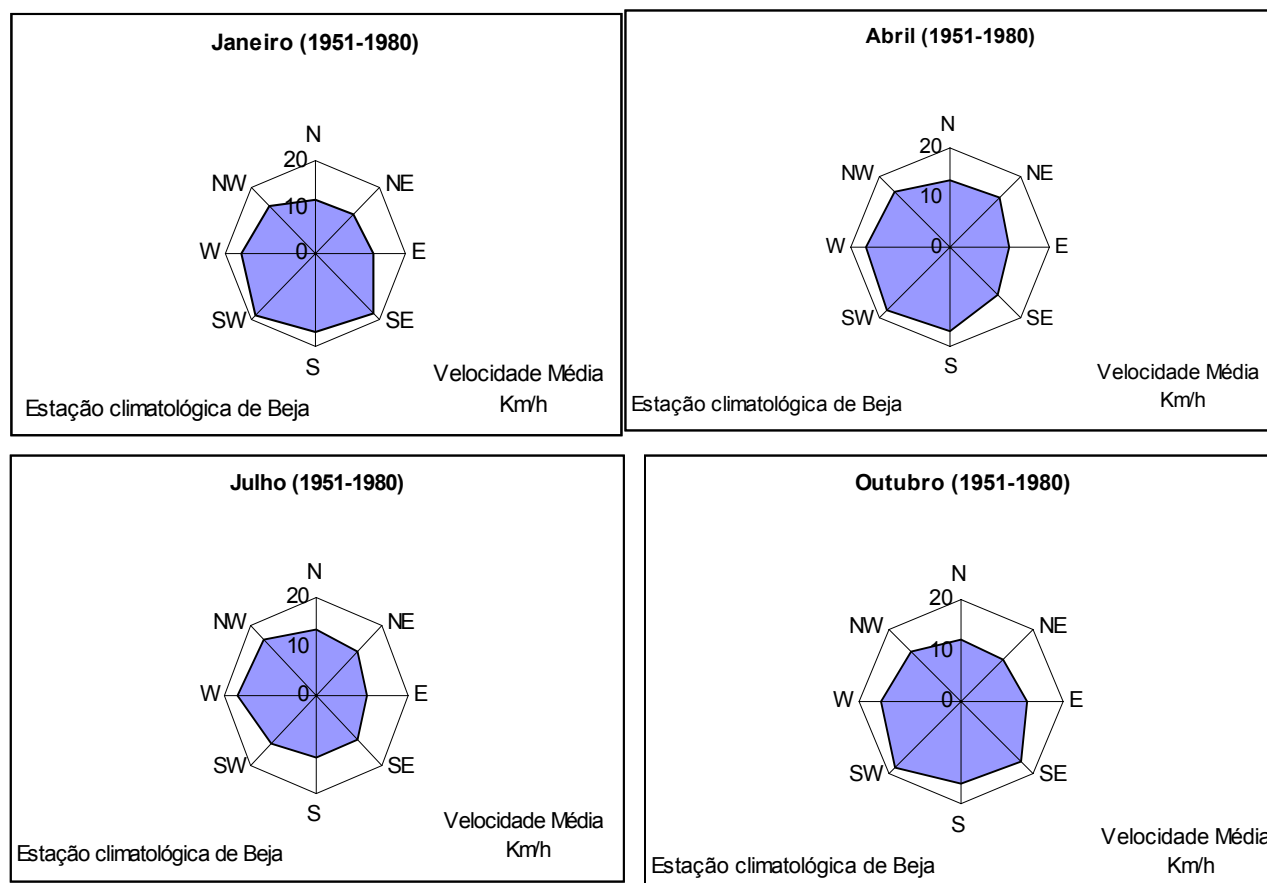 Janeiro (1951-1980)
N
20
NW
NE
10
W
0
E
SW
SE
S
Velocidade Média
Km/h
Estação climatológica de Beja
Abril (1951-1980)
N
20
NW
NE
10
W
0
E
SW
SE
S
Velocidade Média
Km/h
Estação climatológica de Beja
Julho (1951-1980)
N
20
NW
NE
10
W
0
E
SW
SE
S
Velocidade Média
Km/h
Estação climatológica de Beja
Outubro (1951-1980)
N
20
NW
NE
10
W
0
E
SW
SE
S
Velocidade Média
Km/h
Estação climatológica de Beja